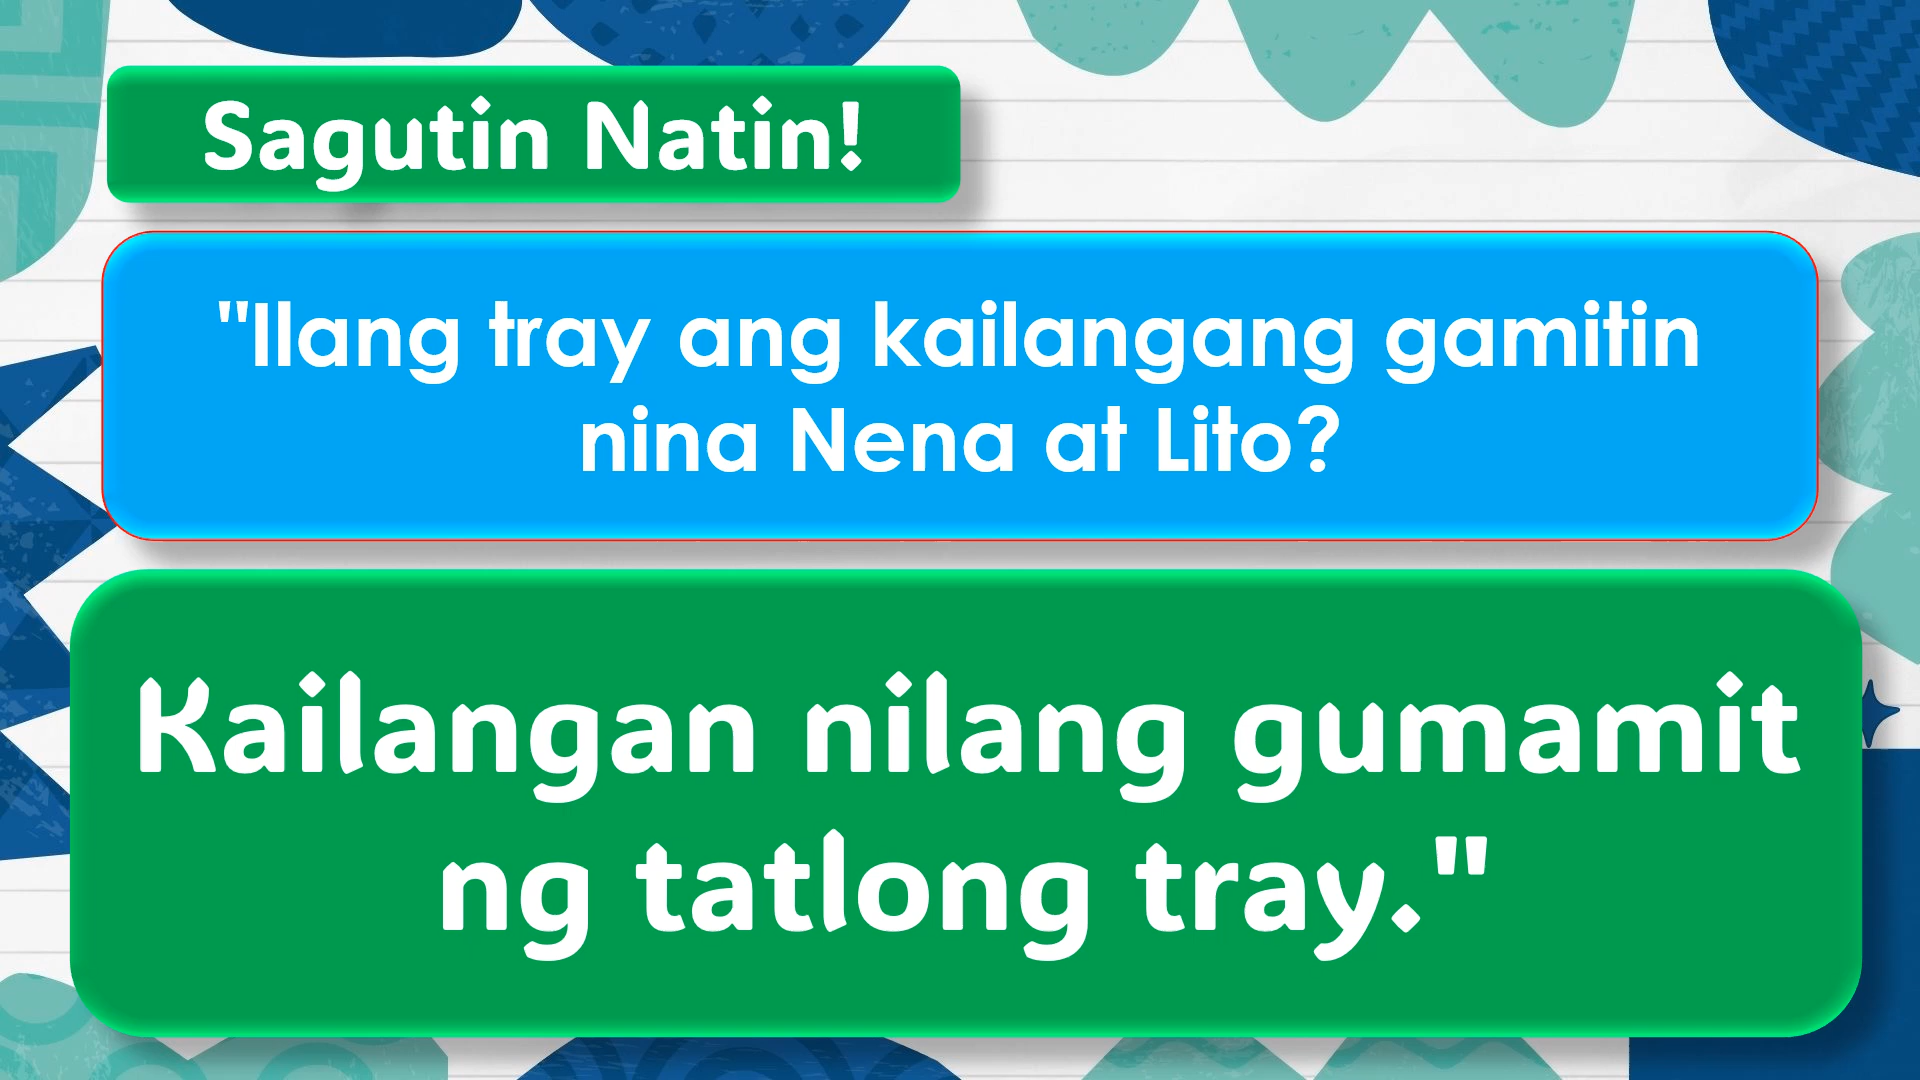 Sagutin Natin!
"Ilang tray ang kailangang gamitin
nina Nena at Lito?
Kailangan nilang gumamit
ng tatlong tray."